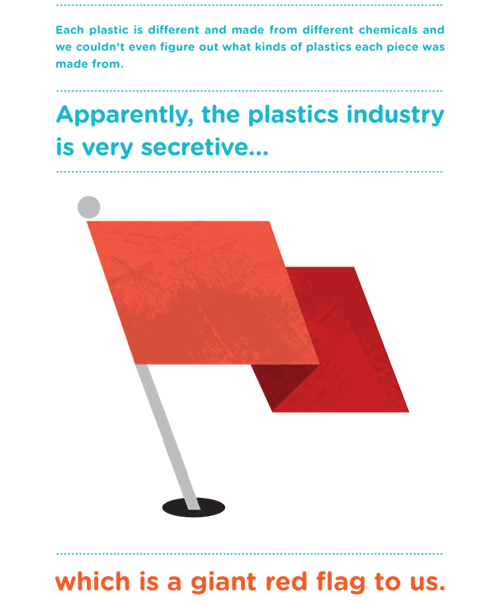 Each plastic is different and made from different chemicals and
we couldn't even figure out what kinds of plastics each piece was
made from.
Apparently, the plastics industry
is very secretive...
which is a giant red flag to us.